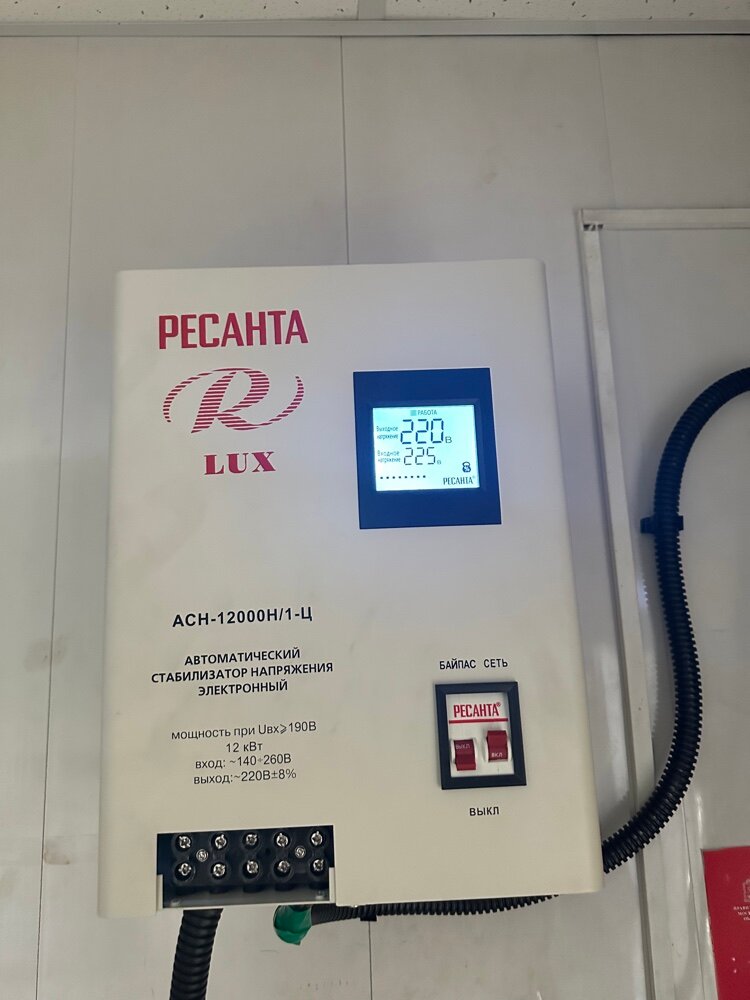 РЕСАНТА
R
LUX
РАБОТА
Выходное
напряжение
220 В
Входное
напряжение
225 В
РЕСАНТА
АСН-12000Н/1-Ц
АВТОМАТИЧЕСКИЙ
СТАБИЛИЗАТОР НАПРЯЖЕНИЯ
ЭЛЕКТРОННЫЙ
мощность при Uвх⩾190В
12 кВт
вход: ~140÷260В
выход:~220В±8%
БАЙПАС СЕТЬ
РЕСАНТА®
ВЫКЛ
ВКЛ
ВЫКЛ